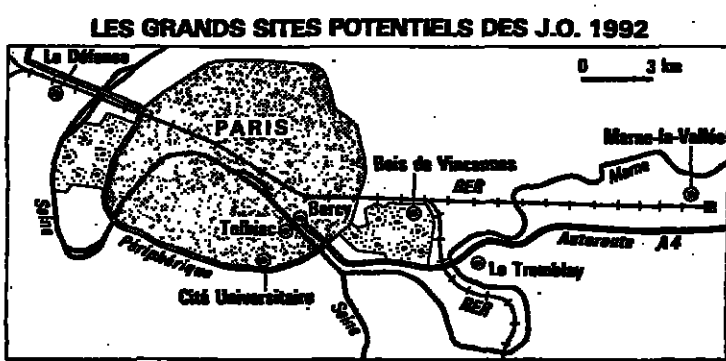 LES GRANDS SITES POTENTIELS DES J.O. 1992
La Défense
0 3 km
PARIS
Marne-la-Vallée
Bois de Vincennes
Marne
RER
Seine
Bercy
Tolbiac
Périphérique
Autoroute A4
Le Tremblay
Cité Universitaire
RER
Seine